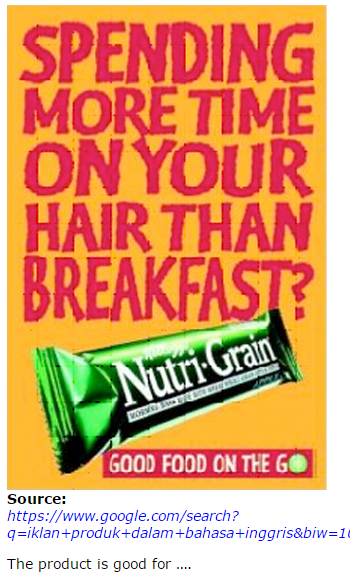 SPENDING
MORE TIME
ON YOUR
HAIR THAN
BREAKFAST?
Nutri-Grain
GOOD FOOD ON THE GO
Source:
https://www.google.com/search?
q=iklan+produk+dalam+bahasa+inggris&biw=10
The product is good for ....